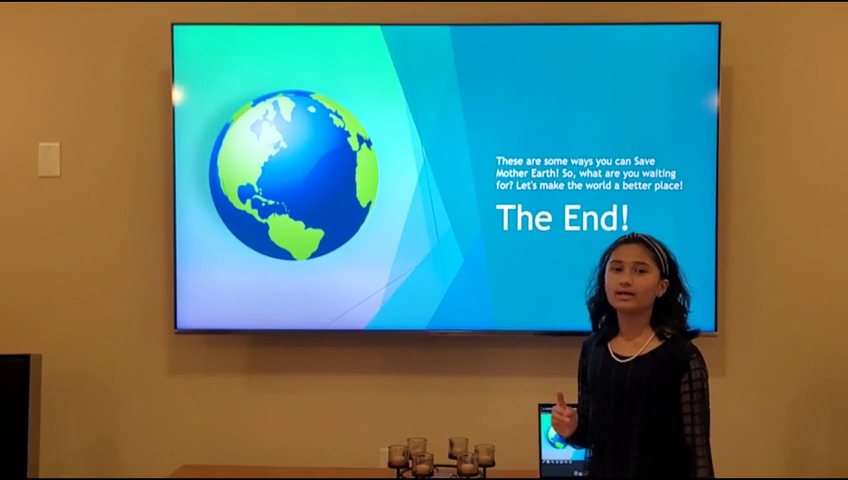 These are some ways you can Save
Mother Earth! So, what are you waiting
for? Let's make the world a better place!
The End!